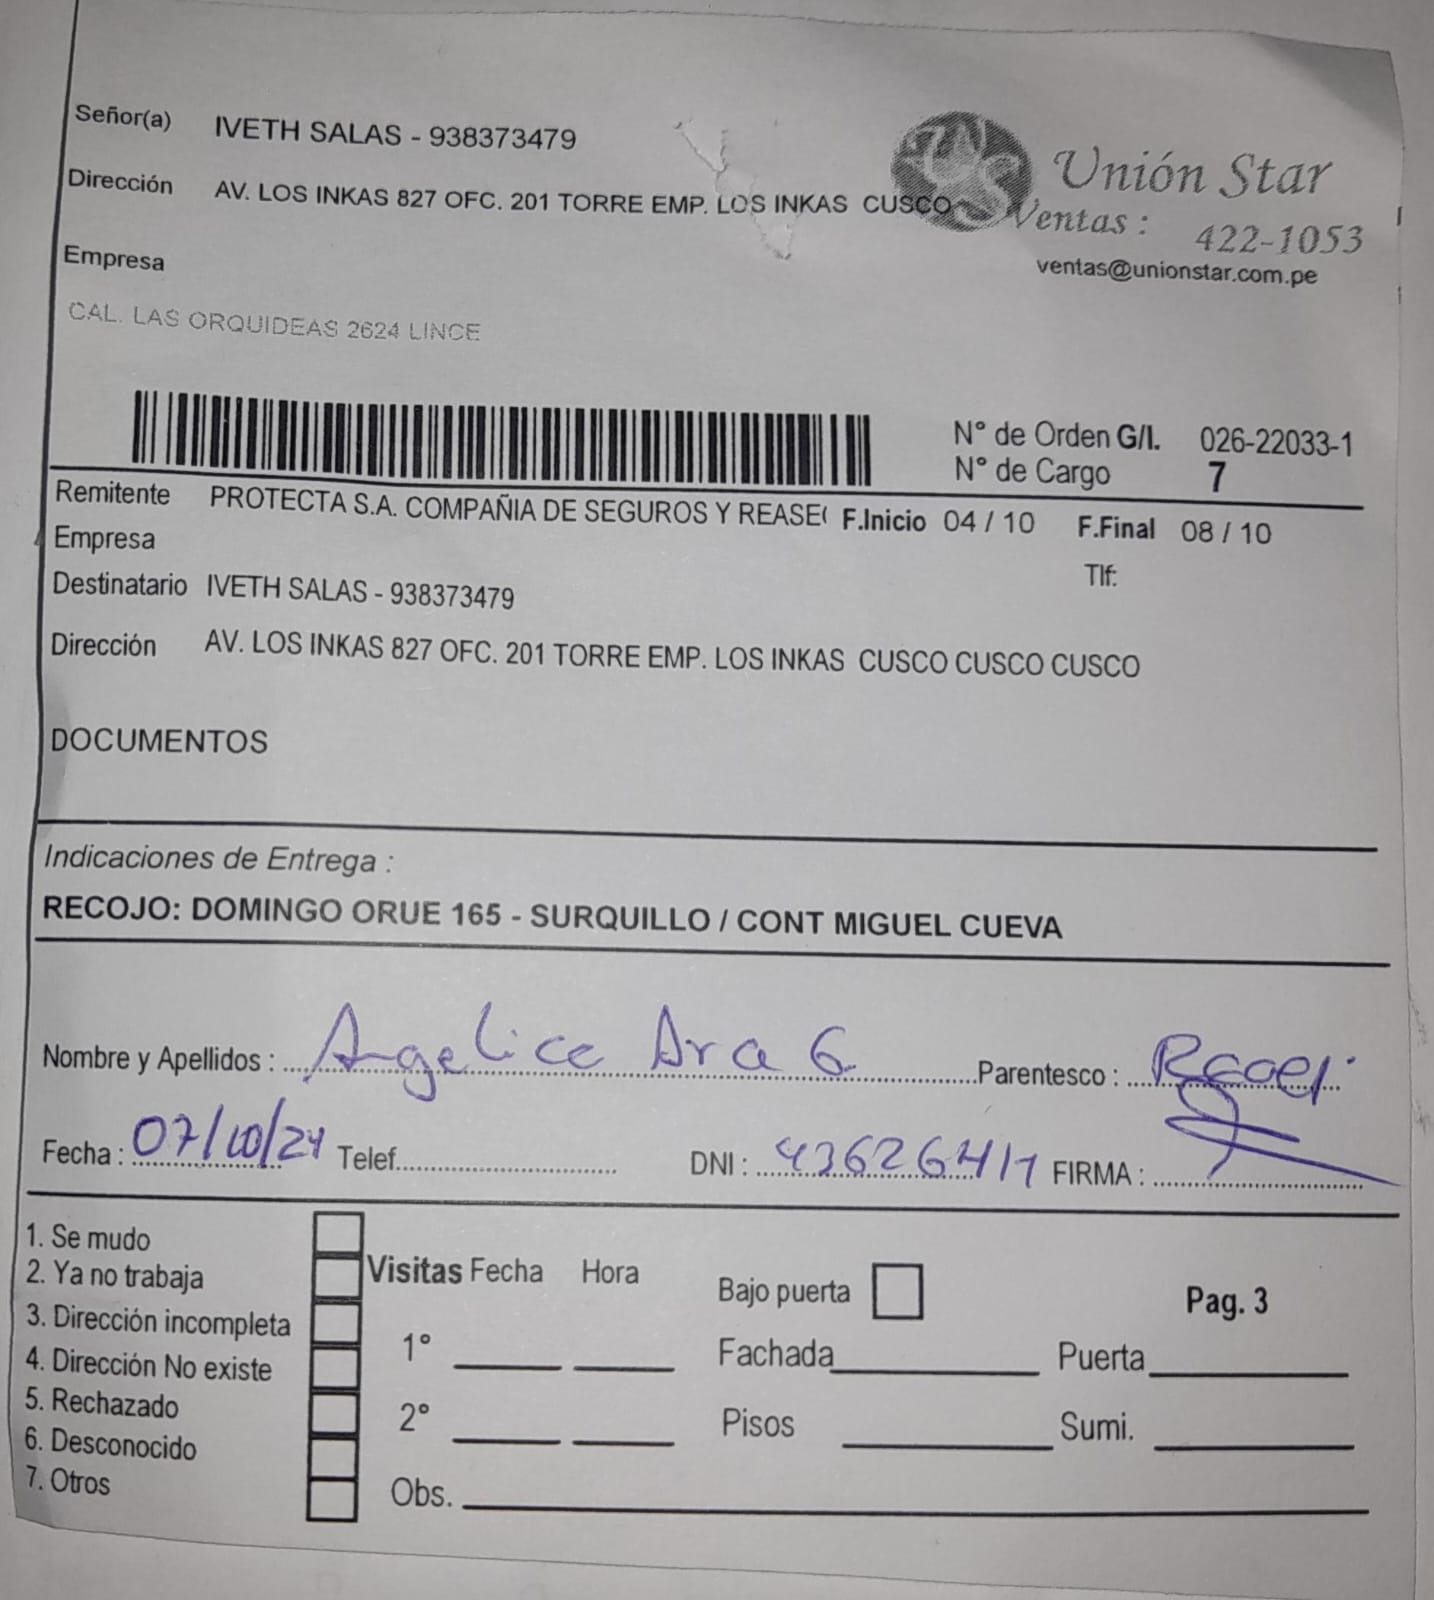 Señor(a) IVETH SALAS - 938373479
Unión Star
Dirección AV. LOS INKAS 827 OFC. 201 TORRE EMP. LOS INKAS CUSCO
Ventas : 422-1053
ventas@unionstar.com.pe
Empresa
CAL. LAS ORQUIDEAS 2624 LINCE
N° de Orden G/I. 026-22033-1
N° de Cargo 7
Remitente PROTECTA S.A. COMPAÑIA DE SEGUROS Y REASE( F.Inicio 04 / 10 F.Final 08 / 10
Empresa
Tlf:
Destinatario IVETH SALAS - 938373479
Dirección AV. LOS INKAS 827 OFC. 201 TORRE EMP. LOS INKAS CUSCO CUSCO CUSCO
DOCUMENTOS
Indicaciones de Entrega :
RECOJO: DOMINGO ORUE 165 - SURQUILLO / CONT MIGUEL CUEVA
Nombre y Apellidos : Angelica Ara G Parentesco :
Fecha : 07/10/24 Telef. DNI : FIRMA :
1. Se mudo
2. Ya no trabaja
3. Dirección incompleta
4. Dirección No existe
5. Rechazado
6. Desconocido
7. Otros
Visitas Fecha Hora
1°
2°
Obs.
Bajo puerta
Pag. 3
Fachada Puerta
Pisos Sumi.